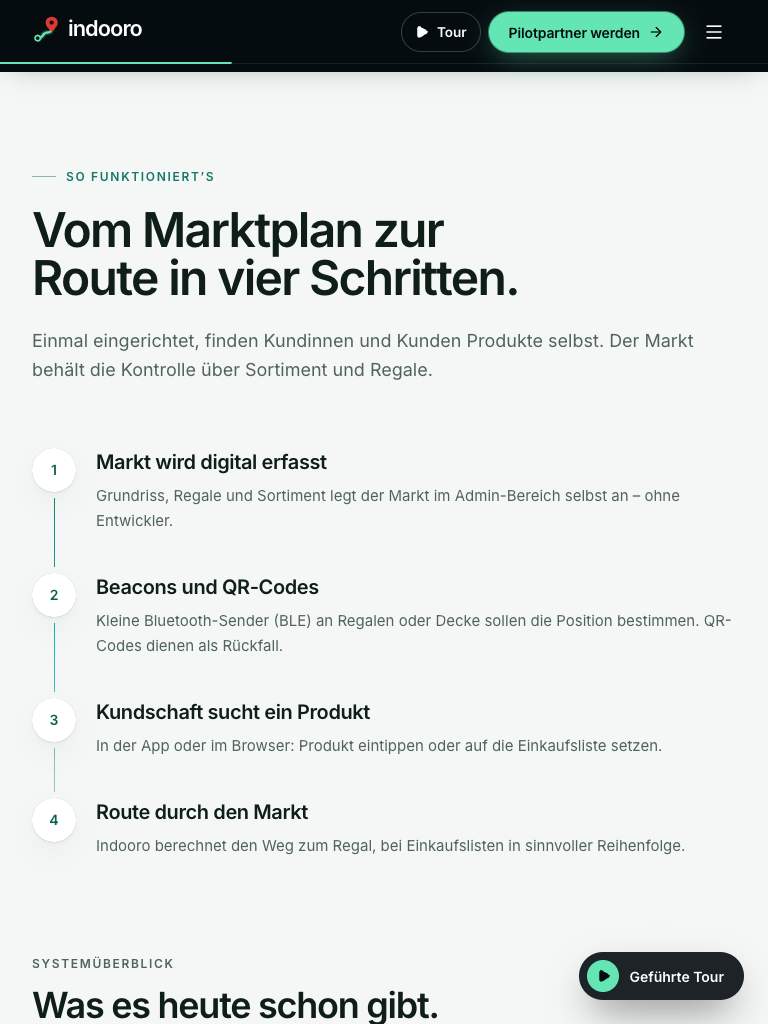 indooro
Tour
Pilotpartner werden
SO FUNKTIONIERT'S
Vom Marktplan zur
Route in vier Schritten.
Einmal eingerichtet, finden Kundinnen und Kunden Produkte selbst. Der Markt
behält die Kontrolle über Sortiment und Regale.
1
Markt wird digital erfasst
Grundriss, Regale und Sortiment legt der Markt im Admin-Bereich selbst an – ohne
Entwickler.
2
Beacons und QR-Codes
Kleine Bluetooth-Sender (BLE) an Regalen oder Decke sollen die Position bestimmen. QR-
Codes dienen als Rückfall.
3
Kundschaft sucht ein Produkt
In der App oder im Browser: Produkt eintippen oder auf die Einkaufsliste setzen.
4
Route durch den Markt
Indooro berechnet den Weg zum Regal, bei Einkaufslisten in sinnvoller Reihenfolge.
SYSTEMÜBERBLICK
Was es heute schon gibt.
Geführte Tour